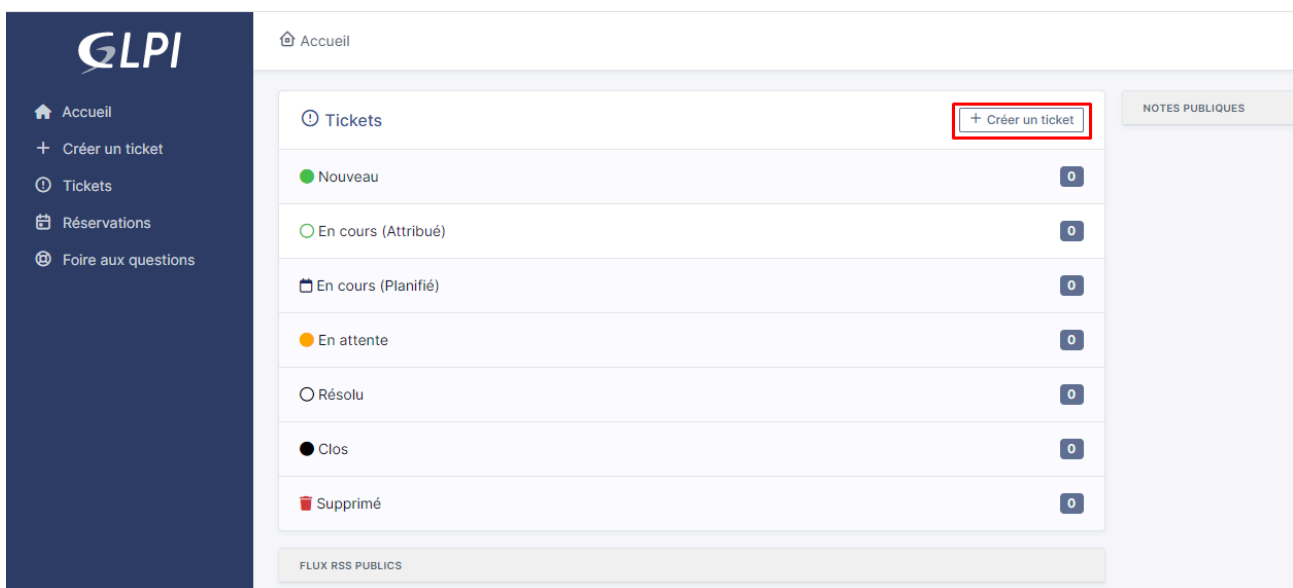 GLPI
Accueil
Créer un ticket
Tickets
Réservations
Foire aux questions
Accueil
Tickets
+ Créer un ticket
Nouveau 0
En cours (Attribué) 0
En cours (Planifié) 0
En attente 0
Résolu 0
Clos 0
Supprimé 0
FLUX RSS PUBLICS
NOTES PUBLIQUES